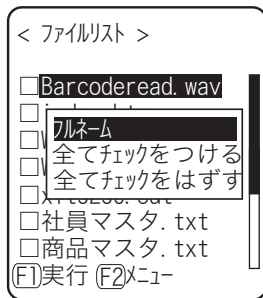 < ﾌｧｲﾙﾘｽﾄ >
□Barcoderead.wav
ﾌﾙﾈｰﾑ
全てﾁｪｯｸをつける
全てﾁｪｯｸをはずす
□社員マスタ.txt
□商品マスタ.txt
F1実行 F2ﾒﾆｭｰ